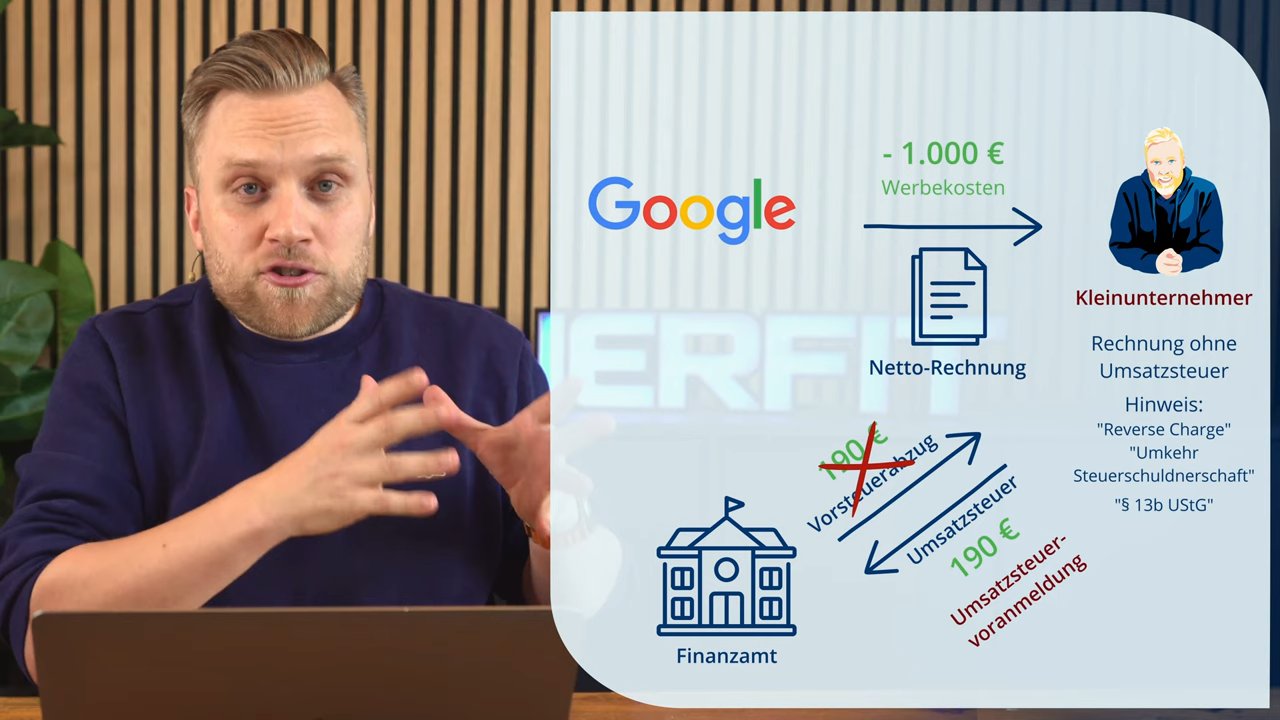 Google
- 1.000 €
Werbekosten
Netto-Rechnung
Kleinunternehmer
Rechnung ohne
Umsatzsteuer
Hinweis:
"Reverse Charge"
"Umkehr
Steuerschuldnerschaft"
"§ 13b UStG"
ERFIT
190 €
Vorsteuerabzug
Umsatzsteuer
190 €
Umsatzsteuer-
voranmeldung
Finanzamt